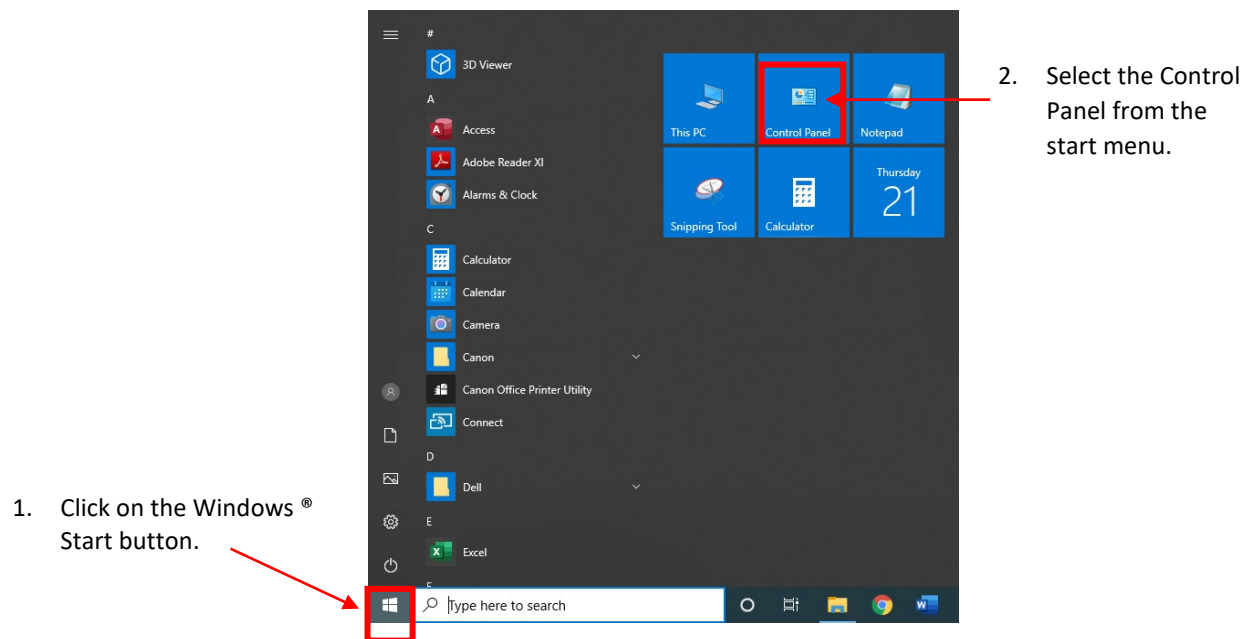 #
3D Viewer
A
Access
Adobe Reader XI
Alarms & Clock
C
Calculator
Calendar
Camera
Canon
Canon Office Printer Utility
Connect
D
Dell
E
Excel
This PC
Control Panel
Notepad
Snipping Tool
Calculator
Thursday
21
2. Select the Control
Panel from the
start menu.
1. Click on the Windows ®
Start button.
Type here to search